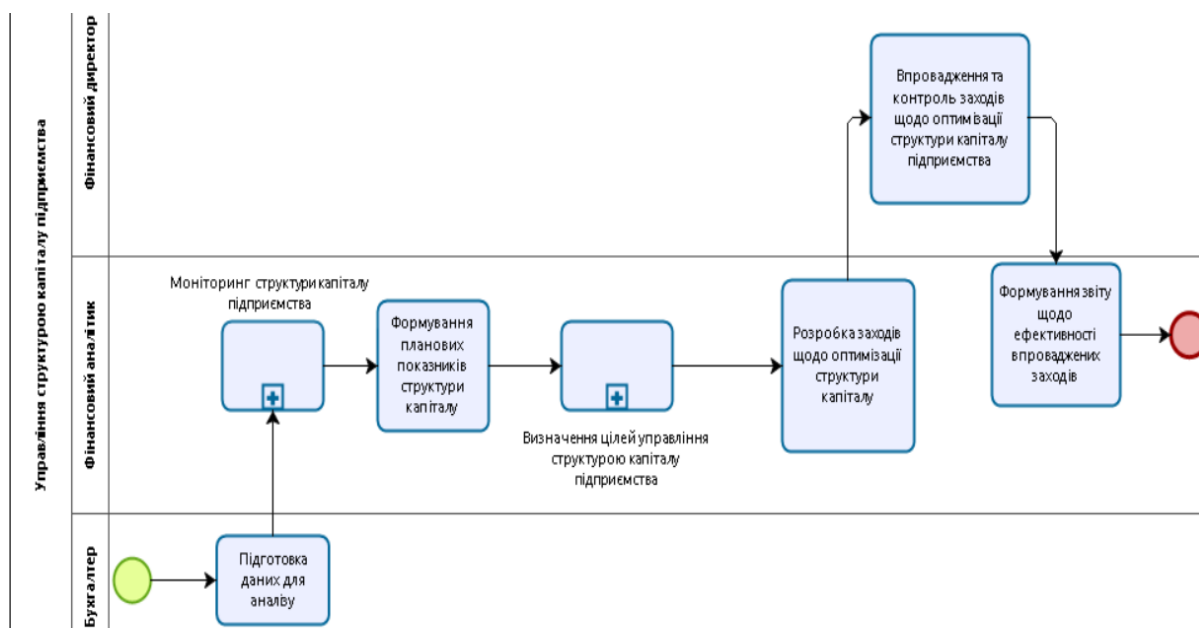 Управління структурою капіталу підприємства
Фінансовий директор
Впровадження та
контроль заходів
щодо оптимізації
структури капіталу
підприємства
Фінансовий аналітик
Моніторинг структури капіталу
підприємства
Формування
планових
показників
структури
капіталу
Визначення цілей управління
структурою капіталу
підприємства
Розробка заходів
щодо оптимізації
структури
капіталу
Формування звіту
щодо
ефективності
впроваджених
заходів
Бухгалтер
Підготовка
даних для
аналізу